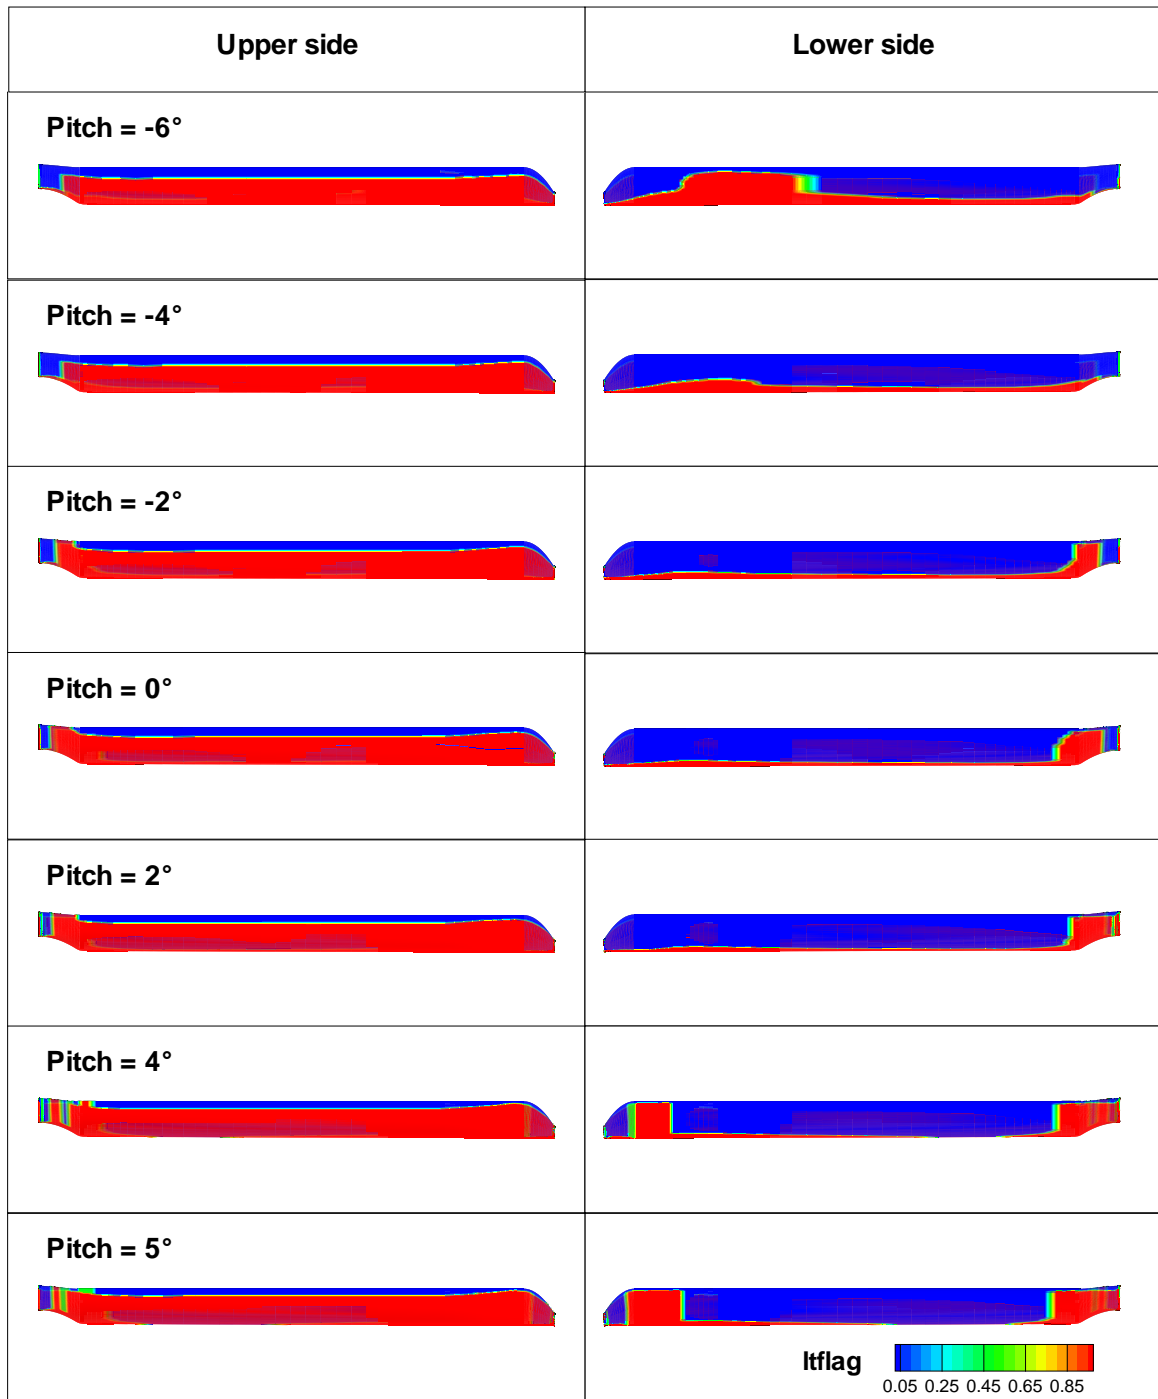 Upper side
Lower side
Pitch = -6°
Pitch = -4°
Pitch = -2°
Pitch = 0°
Pitch = 2°
Pitch = 4°
Pitch = 5°
ltflag
0.05 0.25 0.45 0.65 0.85